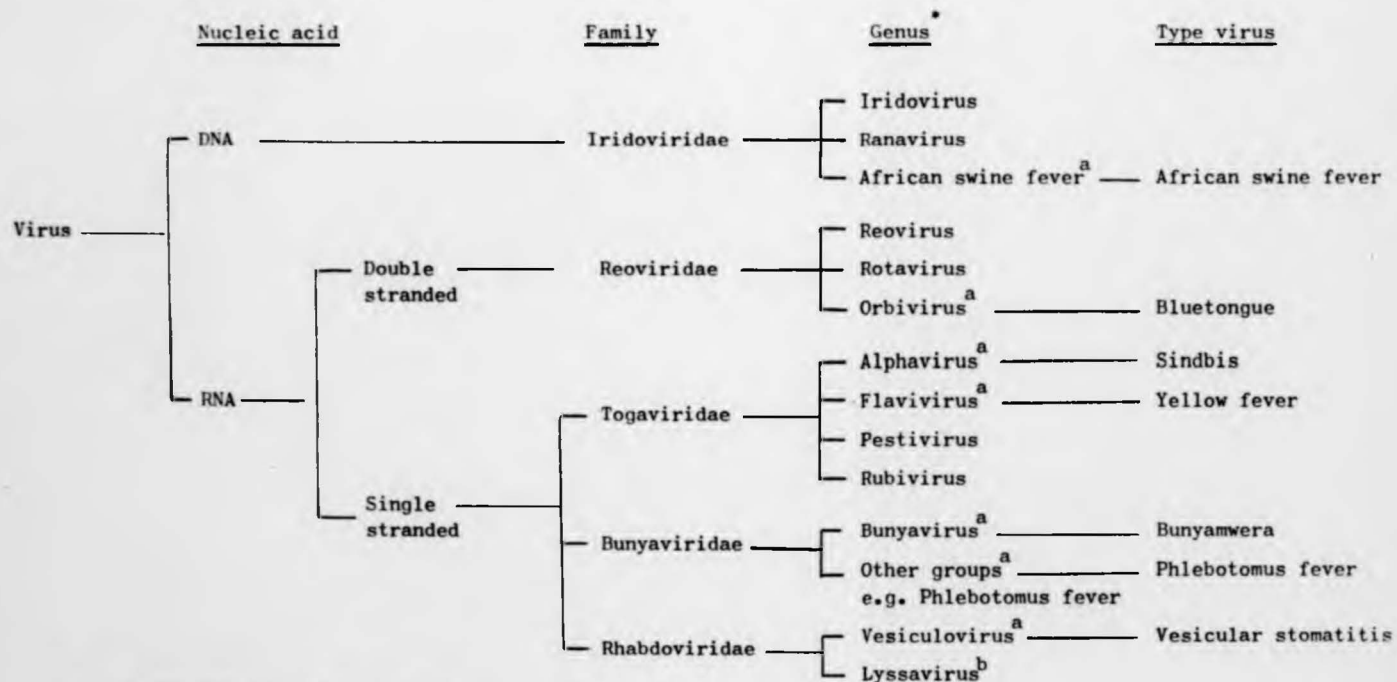 Nucleic acid Family Genus* Type virus
Iridovirus
DNA Iridoviridae Ranavirus
African swine fever^a African swine fever
Virus
Reovirus
Double stranded Reoviridae Rotavirus
Orbivirus^a Bluetongue
Alphavirus^a Sindbis
RNA Flavivirus^a Yellow fever
Togaviridae
Pestivirus
Rubivirus
Single stranded
Bunyavirus^a Bunyamwera
Bunyaviridae
Other groups^a Phlebotomus fever
e.g. Phlebotomus fever
Vesiculovirus^a Vesicular stomatitis
Rhabdoviridae
Lyssavirus^b